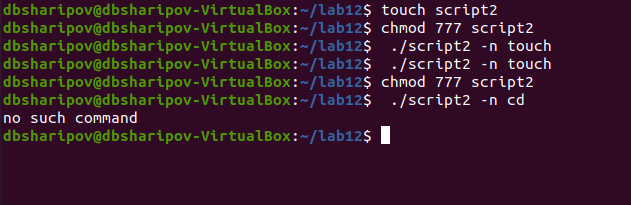 dbsharipov@dbsharipov-VirtualBox:~/lab12$ touch script2
dbsharipov@dbsharipov-VirtualBox:~/lab12$ chmod 777 script2
dbsharipov@dbsharipov-VirtualBox:~/lab12$  ./script2 -n touch
dbsharipov@dbsharipov-VirtualBox:~/lab12$  ./script2 -n touch
dbsharipov@dbsharipov-VirtualBox:~/lab12$ chmod 777 script2
dbsharipov@dbsharipov-VirtualBox:~/lab12$  ./script2 -n cd
no such command
dbsharipov@dbsharipov-VirtualBox:~/lab12$